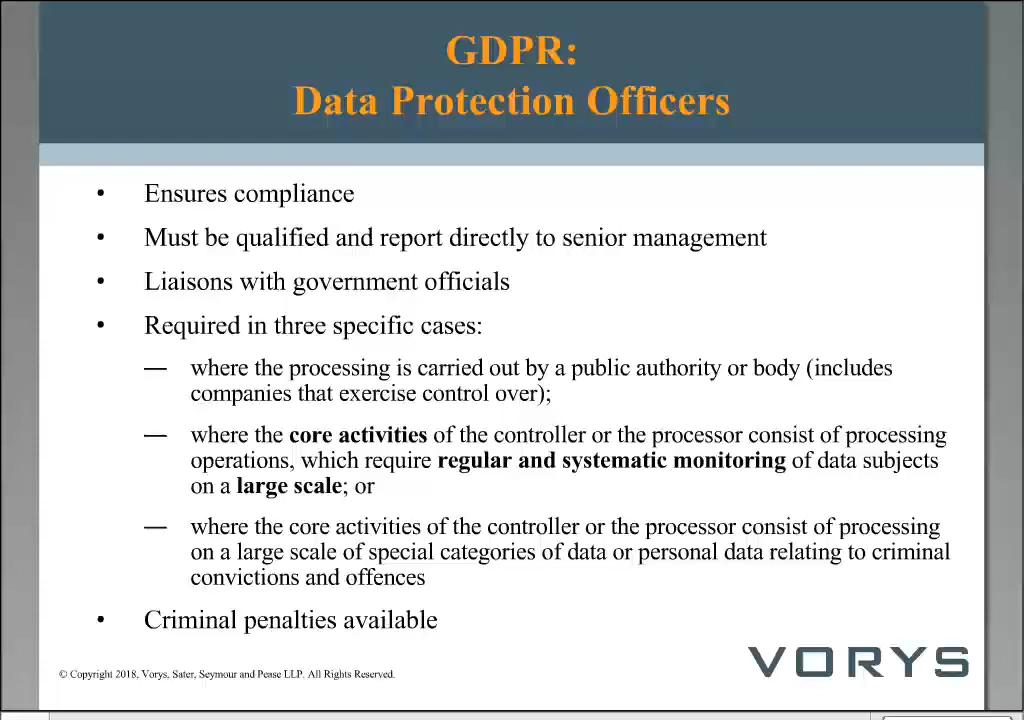 GDPR:
Data Protection Officers
• Ensures compliance
• Must be qualified and report directly to senior management
• Liaisons with government officials
• Required in three specific cases:
— where the processing is carried out by a public authority or body (includes
companies that exercise control over);
— where the core activities of the controller or the processor consist of processing
operations, which require regular and systematic monitoring of data subjects
on a large scale; or
— where the core activities of the controller or the processor consist of processing
on a large scale of special categories of data or personal data relating to criminal
convictions and offences
• Criminal penalties available
VORYS
© Copyright 2018, Vorys, Sater, Seymour and Pease LLP. All Rights Reserved.